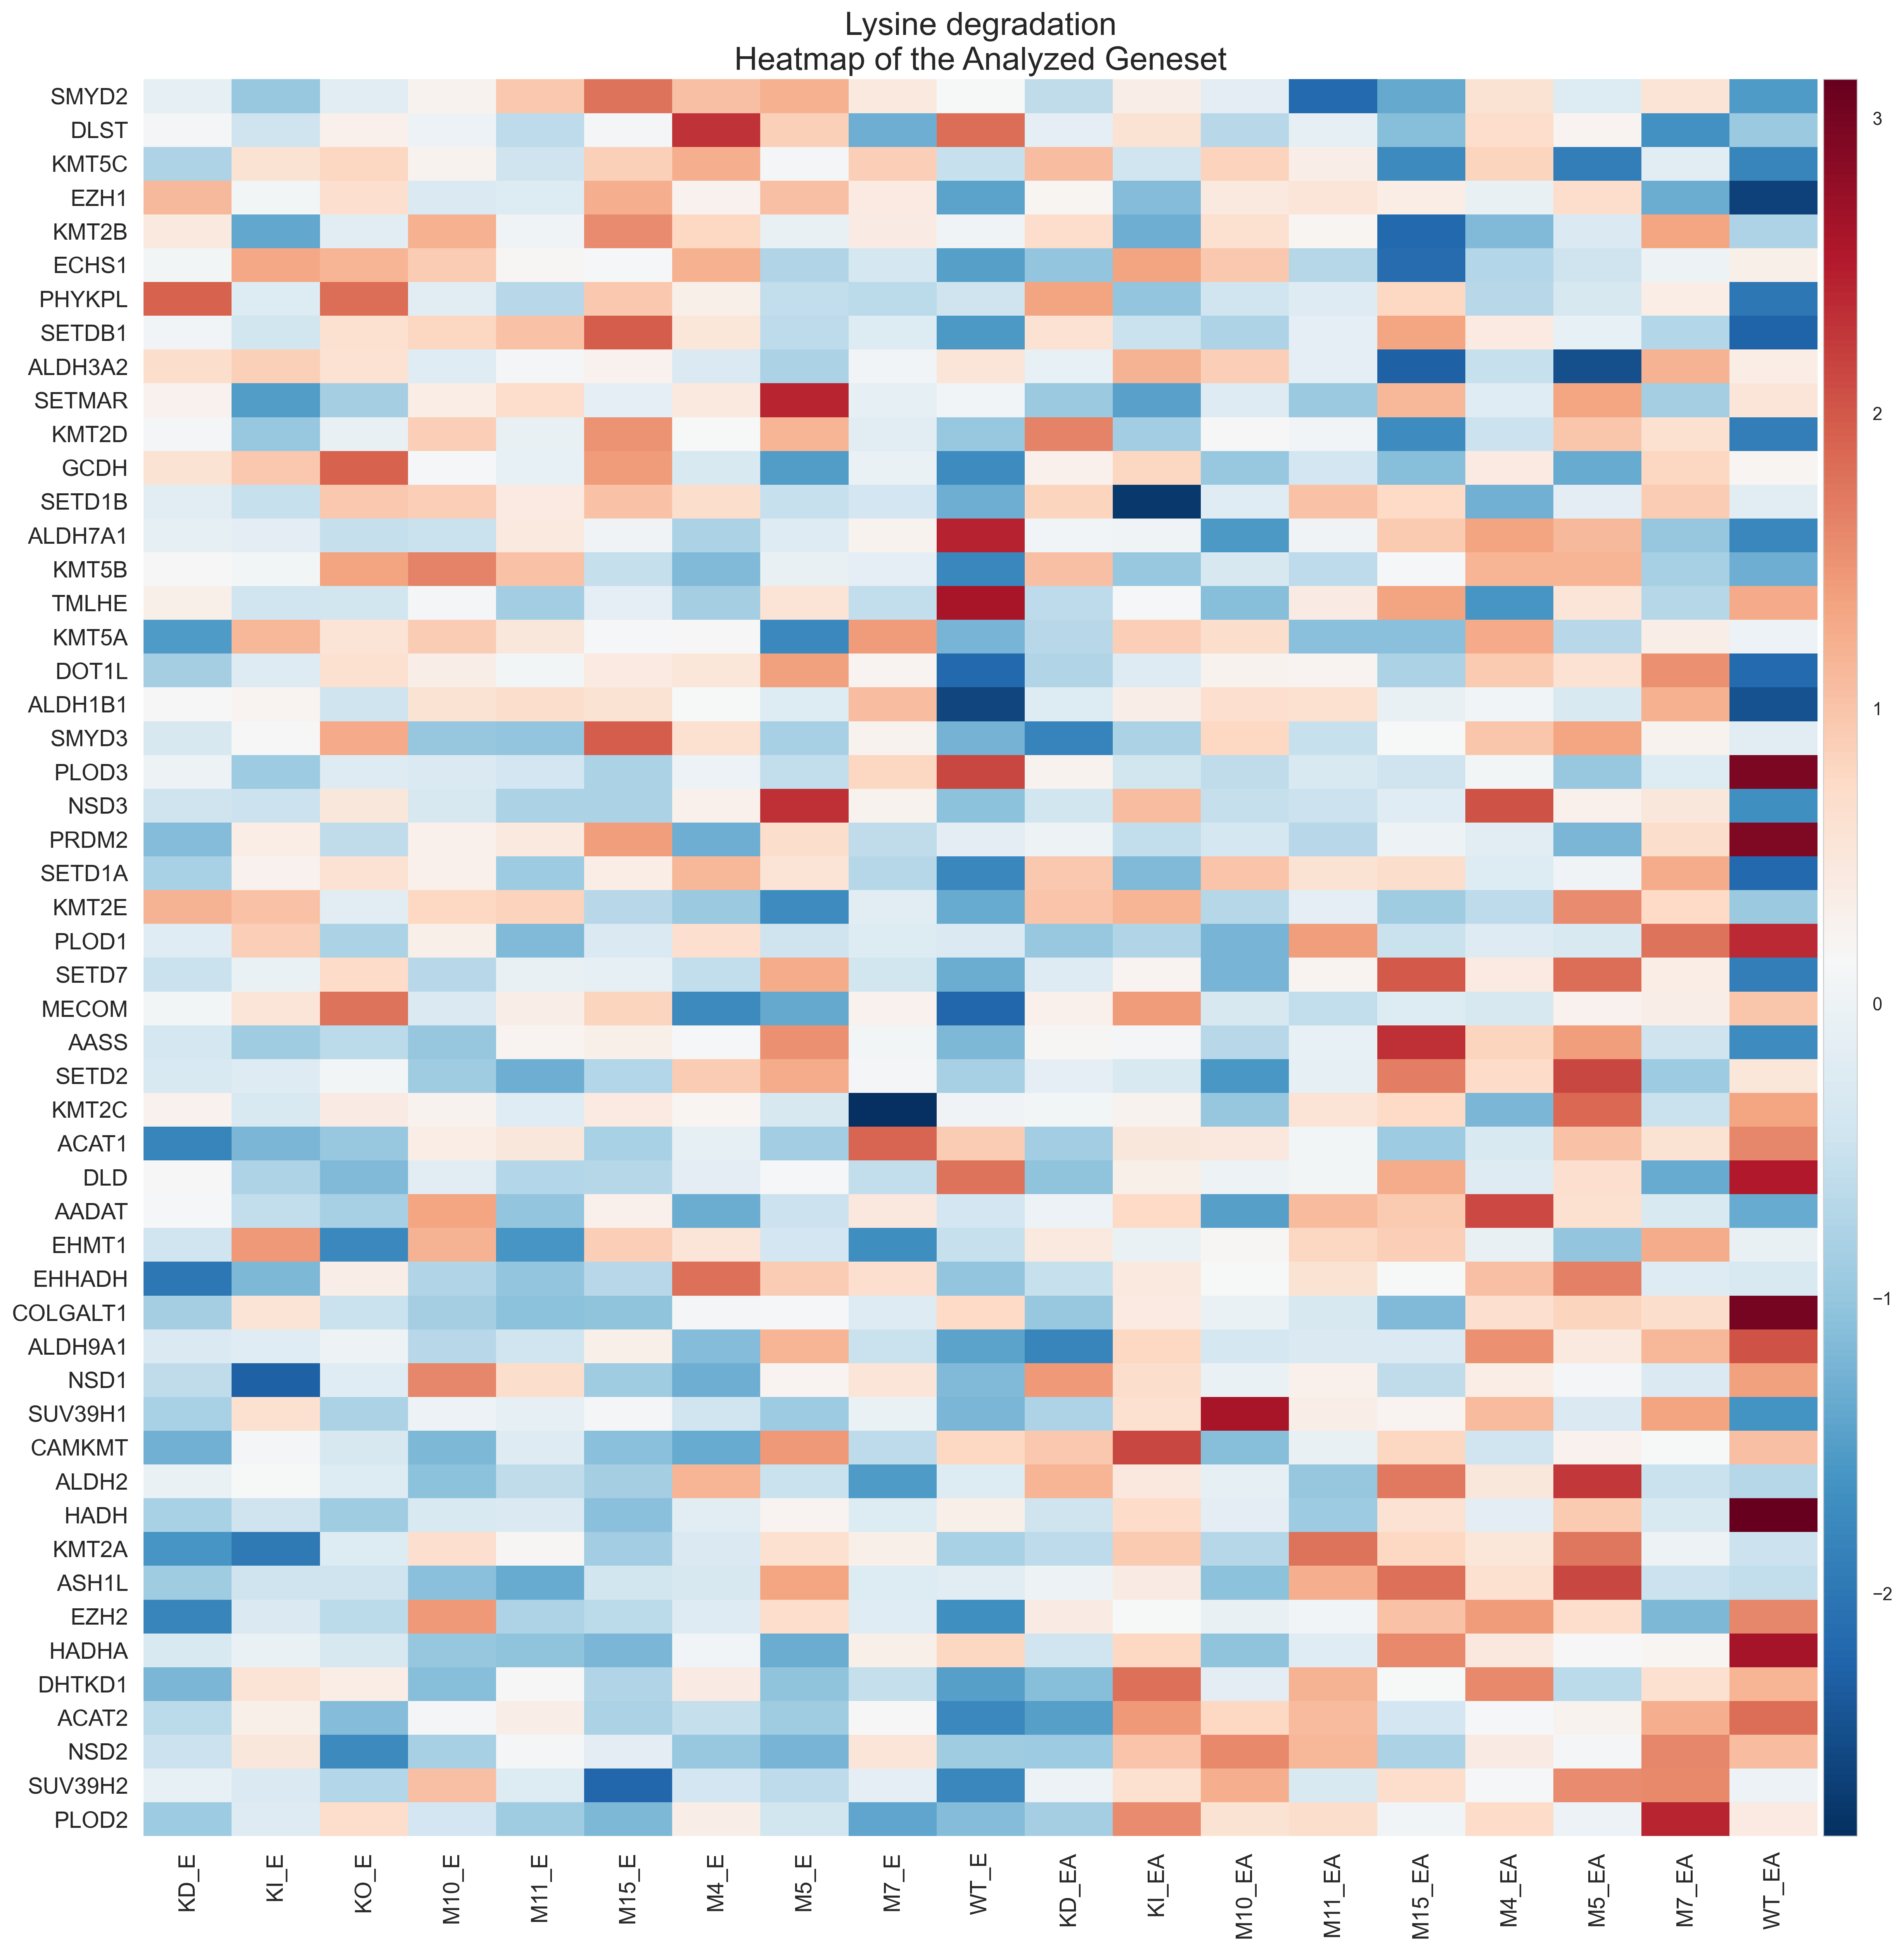 Lysine degradation
Heatmap of the Analyzed Geneset
SMYD2
DLST
KMT5C
EZH1
KMT2B
ECHS1
PHYKPL
SETDB1
ALDH3A2
SETMAR
KMT2D
GCDH
SETD1B
ALDH7A1
KMT5B
TMLHE
KMT5A
DOT1L
ALDH1B1
SMYD3
PLOD3
NSD3
PRDM2
SETD1A
KMT2E
PLOD1
SETD7
MECOM
AASS
SETD2
KMT2C
ACAT1
DLD
AADAT
EHMT1
EHHADH
COLGALT1
ALDH9A1
NSD1
SUV39H1
CAMKMT
ALDH2
HADH
KMT2A
ASH1L
EZH2
HADHA
DHTKD1
ACAT2
NSD2
SUV39H2
PLOD2
KD_E
KI_E
KO_E
M10_E
M11_E
M15_E
M4_E
M5_E
M7_E
WT_E
KD_EA
KI_EA
M10_EA
M11_EA
M15_EA
M4_EA
M5_EA
M7_EA
WT_EA
3
2
1
0
−1
−2